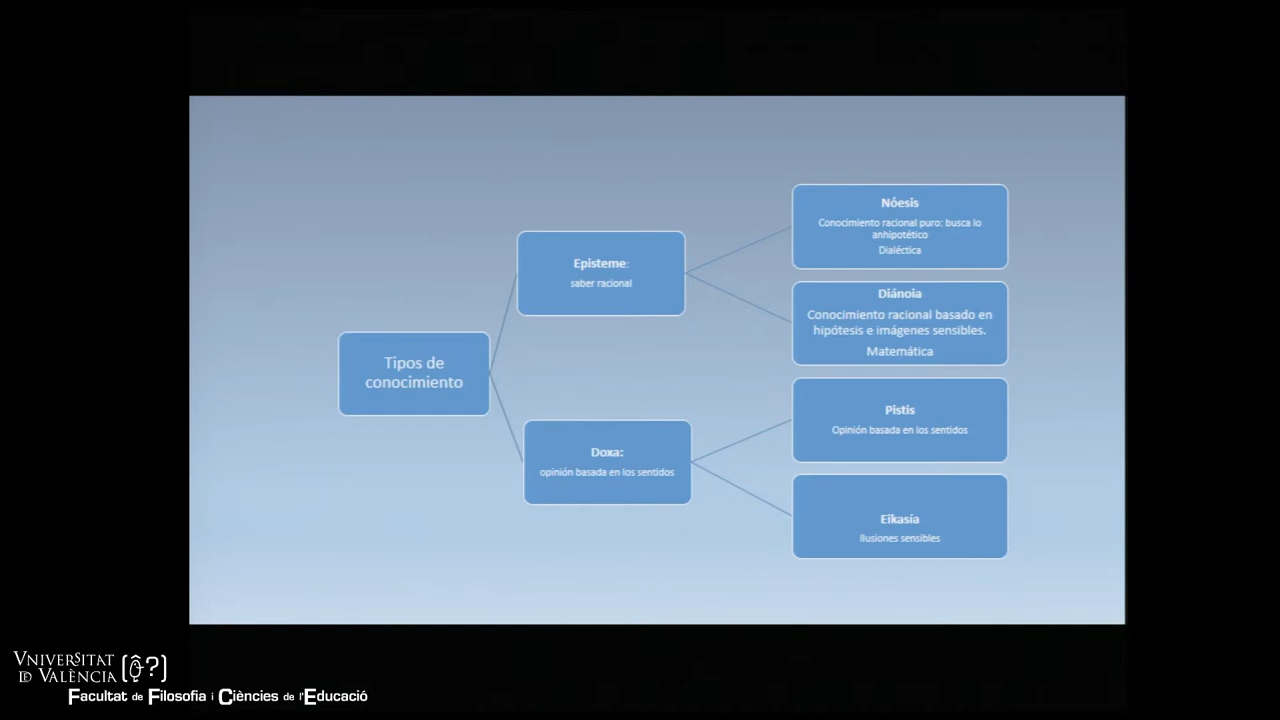 Tipos de
conocimiento
Episteme:
saber racional
Doxa:
opinión basada en los sentidos
Nóesis
Conocimiento racional puro: busca lo
anhipotético
Dialéctica
Diánoia
Conocimiento racional basado en
hipótesis e imágenes sensibles.
Matemática
Pistis
Opinión basada en los sentidos
Eikasía
Ilusiones sensibles
VNIVERSITAT
DE VALÈNCIA
Facultat de Filosofia i Ciències de l'Educació